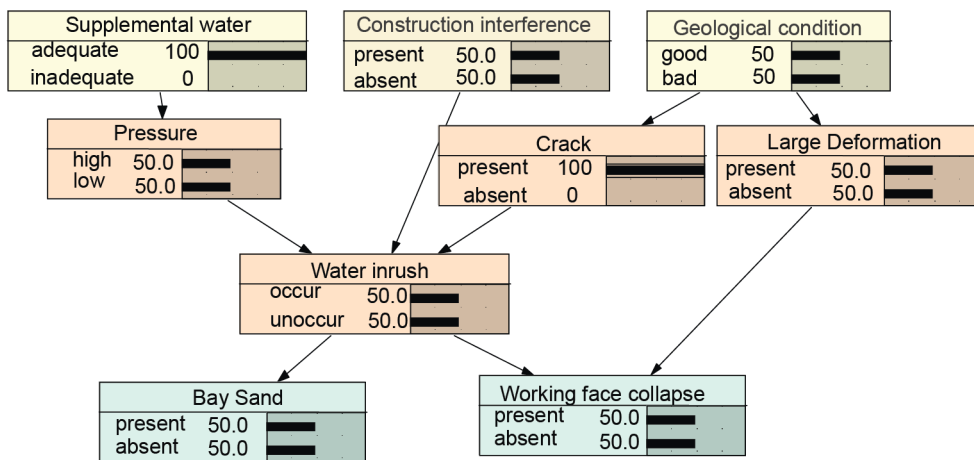 Supplemental water
adequate 100
inadequate 0
Construction interference
present 50.0
absent 50.0
Geological condition
good 50
bad 50
Pressure
high 50.0
low 50.0
Crack
present 100
absent 0
Large Deformation
present 50.0
absent 50.0
Water inrush
occur 50.0
unoccur 50.0
Bay Sand
present 50.0
absent 50.0
Working face collapse
present 50.0
absent 50.0